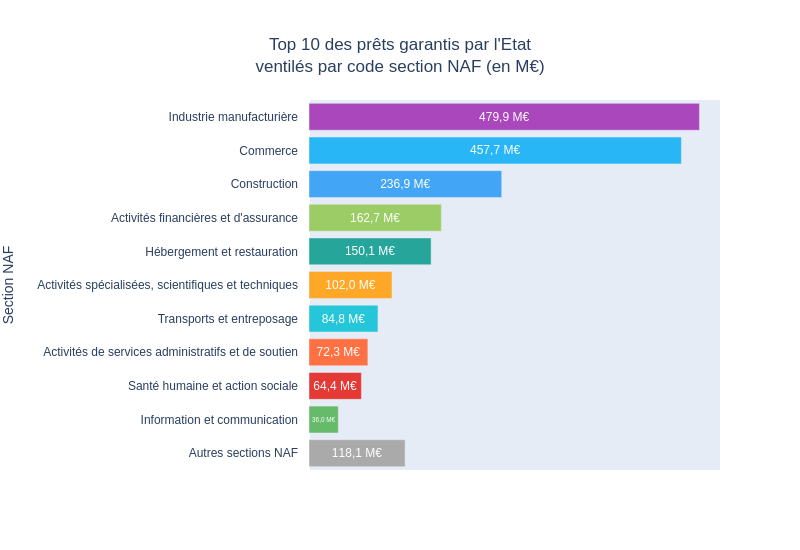 Top 10 des prêts garantis par l'Etat
ventilés par code section NAF (en M€)
Section NAF
Industrie manufacturière 479,9 M€
Commerce 457,7 M€
Construction 236,9 M€
Activités financières et d'assurance 162,7 M€
Hébergement et restauration 150,1 M€
Activités spécialisées, scientifiques et techniques 102,0 M€
Transports et entreposage 84,8 M€
Activités de services administratifs et de soutien 72,3 M€
Santé humaine et action sociale 64,4 M€
Information et communication 36,0 M€
Autres sections NAF 118,1 M€